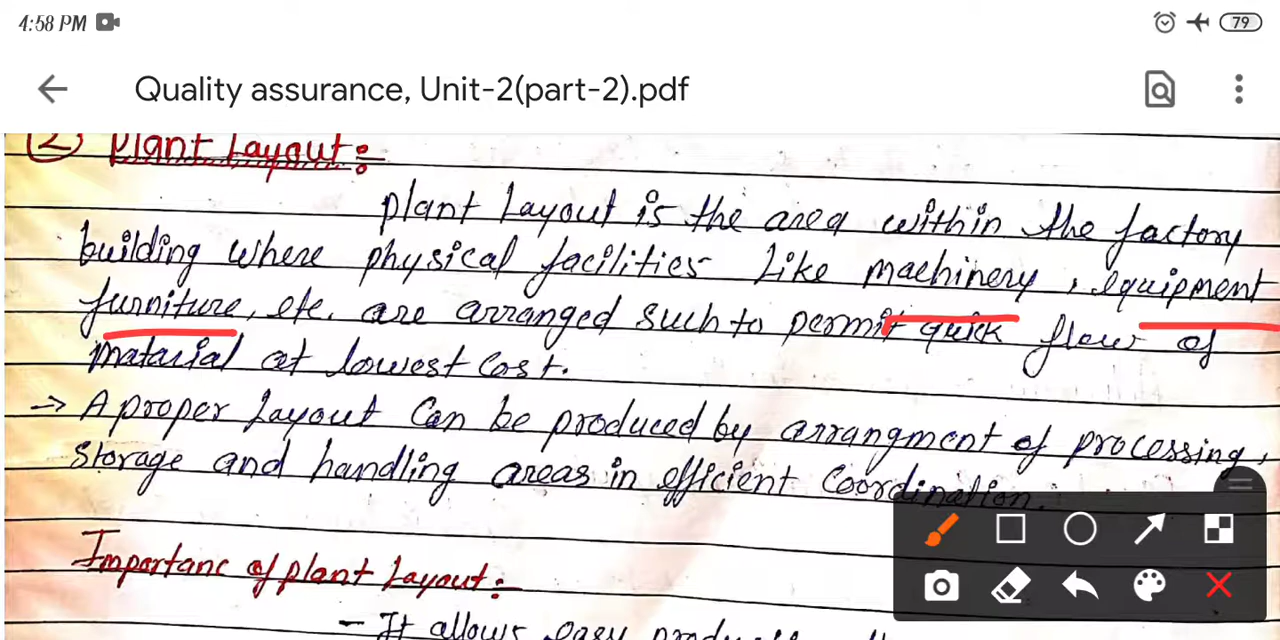 4:58 PM
79
Quality assurance, Unit-2(part-2).pdf
② Plant Layout :-
plant Layout is the area within the factory
building where physical facilities Like machinery, equipment
furniture, etc. are arranged such to permit quick flow of
matarial at lowest Cost.
→ A proper Layout Can be produced by arrangment of processing,
Storage and handling areas in efficient Coordination.
Importanc of plant Layout :-
- It allows easy